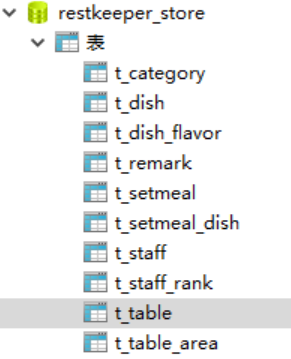 restkeeper_store
表
t_category
t_dish
t_dish_flavor
t_remark
t_setmeal
t_setmeal_dish
t_staff
t_staff_rank
t_table
t_table_area